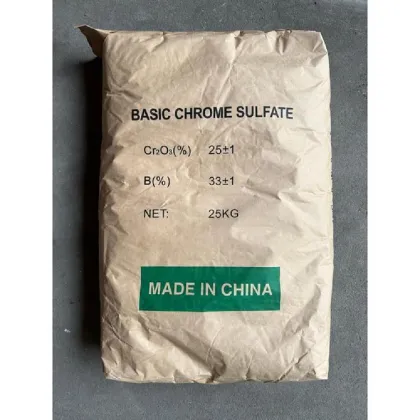 BASIC CHROME SULFATE
Cr₂O₃(%) 25±1
B(%) 33±1
NET: 25KG
MADE IN CHINA